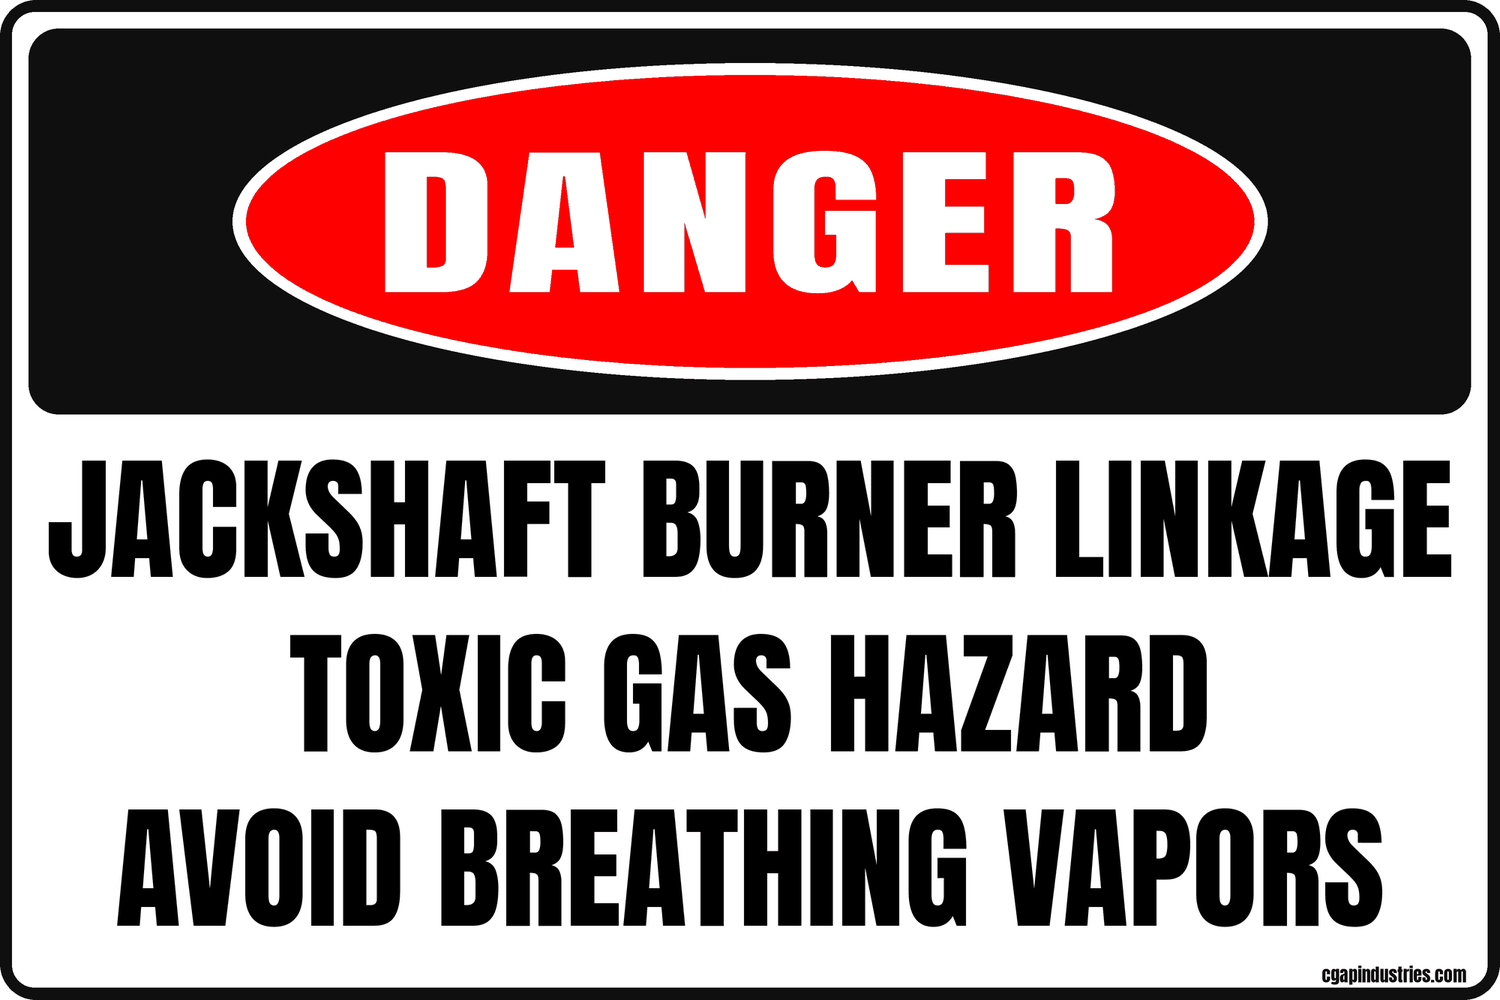 DANGER
JACKSHAFT BURNER LINKAGE
TOXIC GAS HAZARD
AVOID BREATHING VAPORS
cgapindustries.com